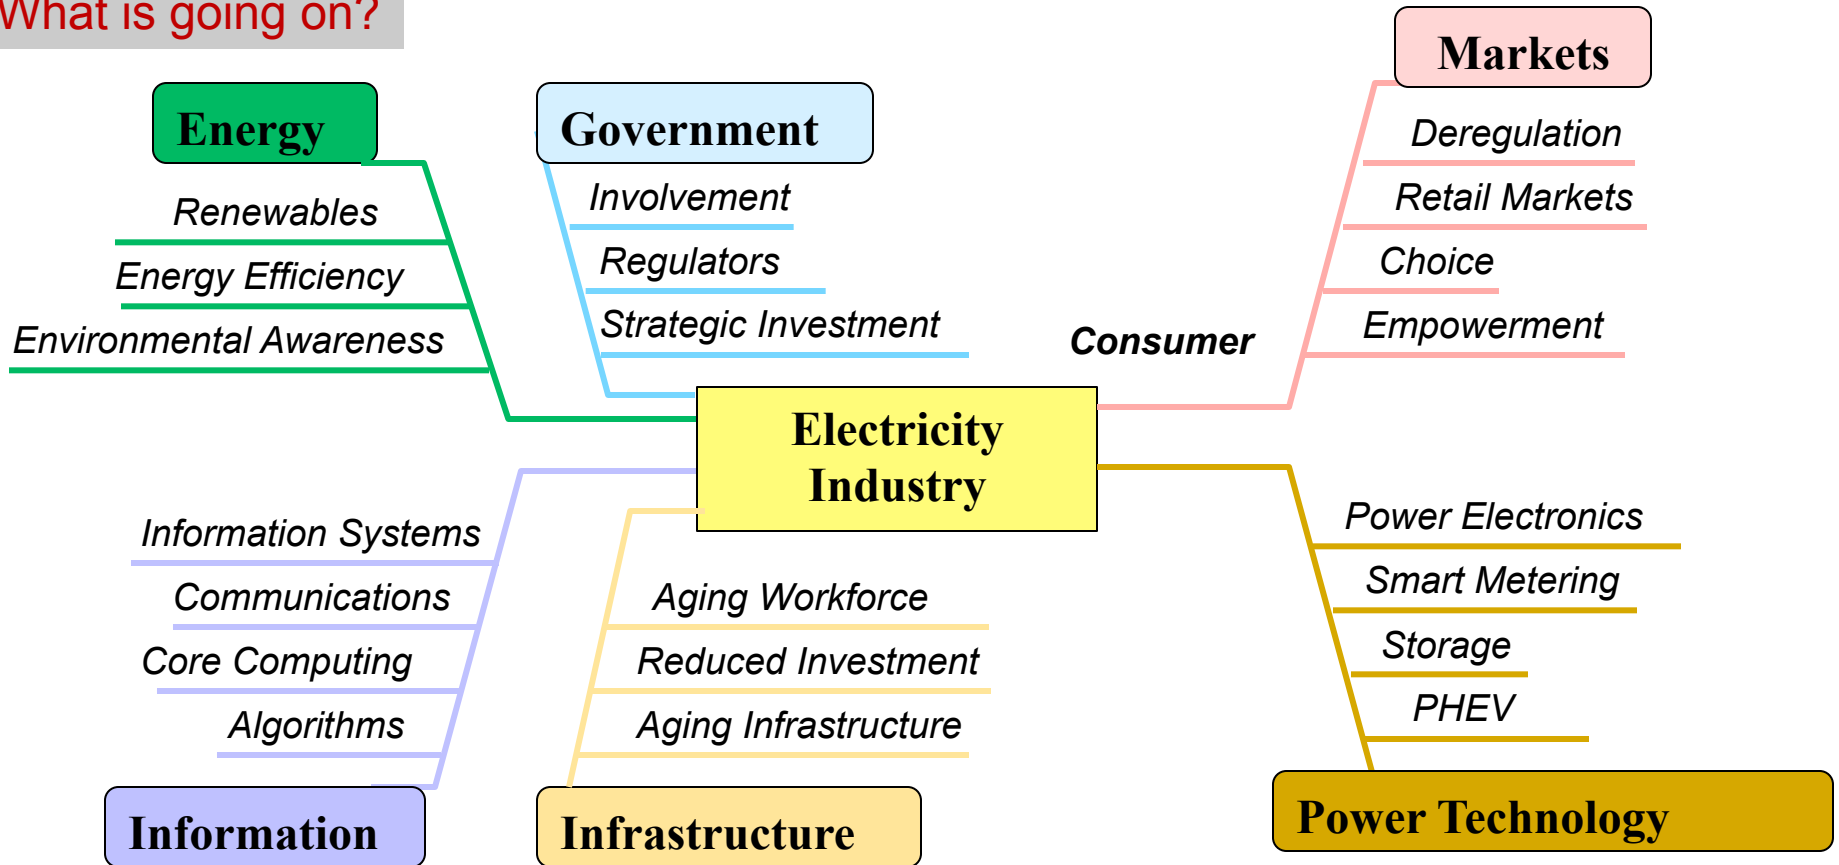 What is going on?
Energy
Renewables
Energy Efficiency
Environmental Awareness
Government
Involvement
Regulators
Strategic Investment
Markets
Deregulation
Retail Markets
Choice
Empowerment
Consumer
Electricity
Industry
Information Systems
Communications
Core Computing
Algorithms
Information
Aging Workforce
Reduced Investment
Aging Infrastructure
Infrastructure
Power Electronics
Smart Metering
Storage
PHEV
Power Technology